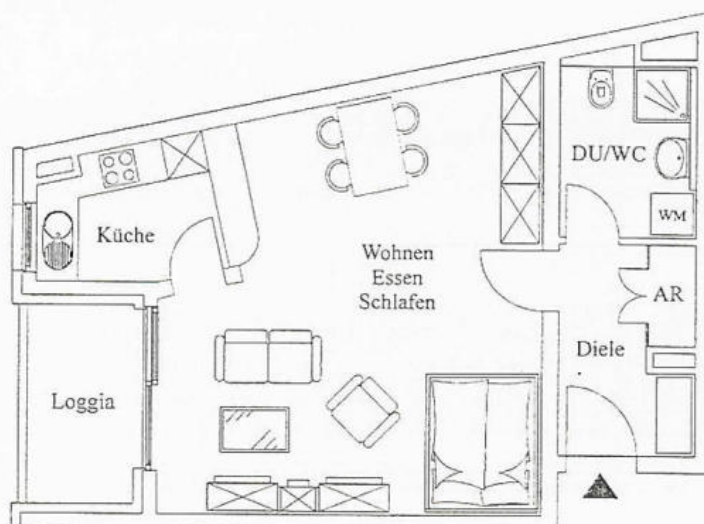 DU/WC
WM
Küche
Wohnen
Essen
Schlafen
AR
Diele
Loggia